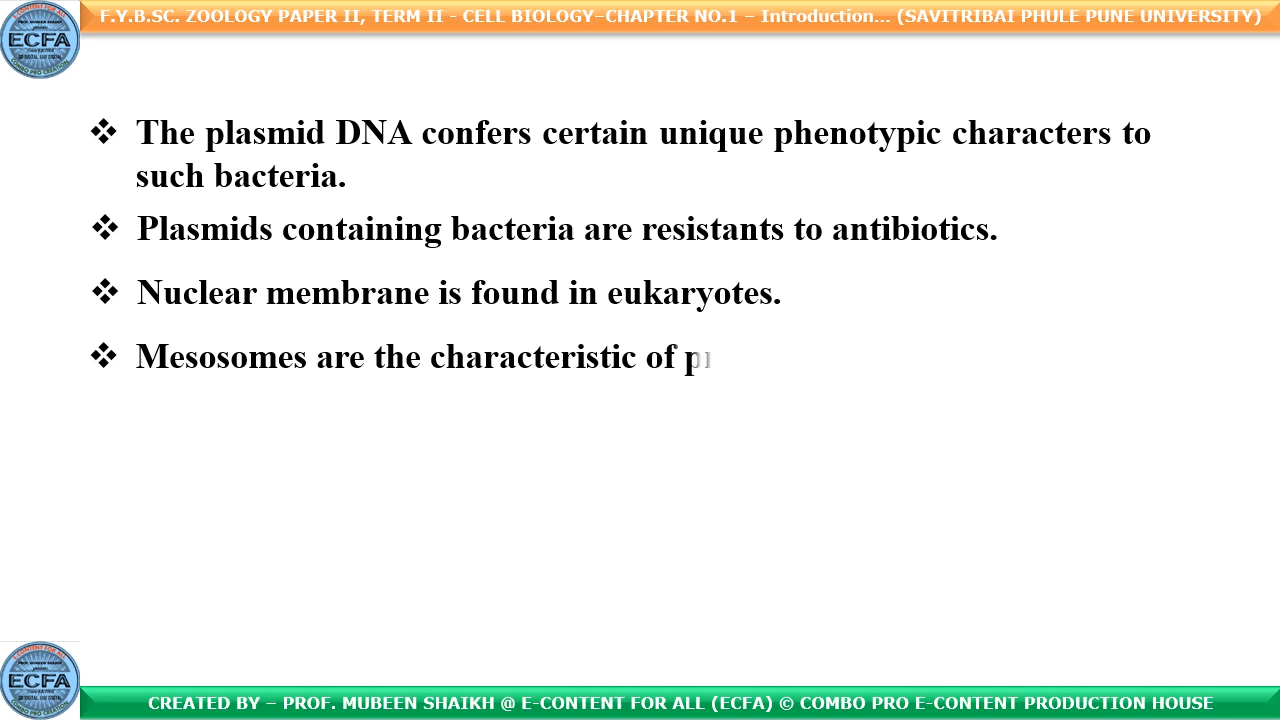 F.Y.B.SC. ZOOLOGY PAPER II, TERM II - CELL BIOLOGY–CHAPTER NO.1 – Introduction... (SAVITRIBAI PHULE PUNE UNIVERSITY)
ECFA
❖ The plasmid DNA confers certain unique phenotypic characters to
such bacteria.
❖ Plasmids containing bacteria are resistants to antibiotics.
❖ Nuclear membrane is found in eukaryotes.
❖ Mesosomes are the characteristic of
ECFA
CREATED BY – PROF. MUBEEN SHAIKH @ E-CONTENT FOR ALL (ECFA) © COMBO PRO E-CONTENT PRODUCTION HOUSE